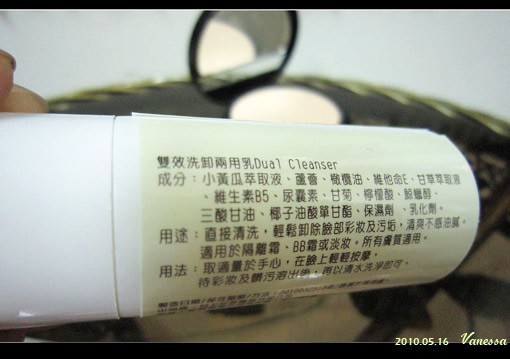 雙效洗卸兩用乳Dual Cleanser
成分：小黃瓜萃取液、蘆薈、橄欖油、維他命E、甘草萃取液
、維生素B5、尿囊素、甘菊、檸檬酸、鯨蠟醇、
三酸甘油、椰子油酸單甘酯、保濕劑、乳化劑。
用途：直接清洗，輕鬆卸除臉部彩妝及污垢，清爽不感油膩。
適用於隔離霜、BB霜或淡妝。所有膚質適用。
用法：取適量於手心，在臉上輕輕按摩，
待彩妝及髒污溶出後，再以清水洗淨即可。
2010.05.16 Vanessa